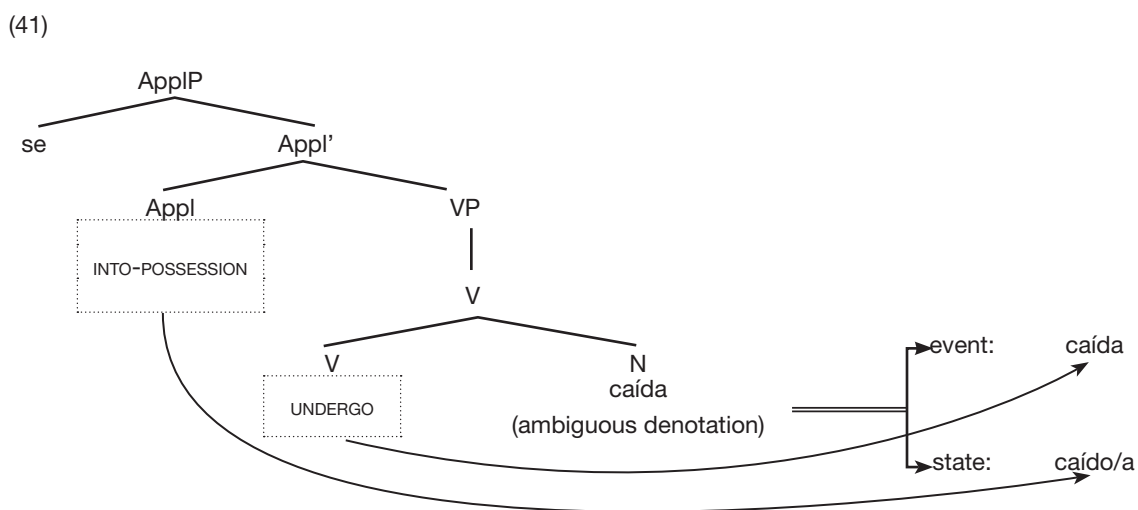 (41)
ApplP
se
Appl’
Appl
VP
INTO-POSSESSION
V
V
N
event:
caída
caída
UNDERGO
(ambiguous denotation)
state:
caído/a